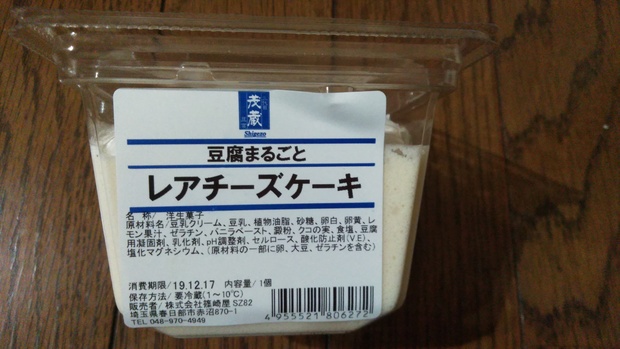 茂蔵
Shigezo
豆腐まるごと
レアチーズケーキ
名 称/ 洋生菓子
原材料名/豆乳クリーム、豆乳、植物油脂、砂糖、卵白、卵黄、レ
モン果汁、ゼラチン、バニラペースト、澱粉、クコの実、食塩、豆腐
用凝固剤、乳化剤、pH調整剤、セルロース、酸化防止剤(V.E)、
塩化マグネシウム、(原材料の一部に卵、大豆、ゼラチンを含む)
消費期限/ 19.12.17 内容量/1個
保存方法/要冷蔵(1〜10℃)
販売者/ 株式会社篠崎屋 SZ82
埼玉県春日部市赤沼870-1
TEL 048-970-4949
4955521806272